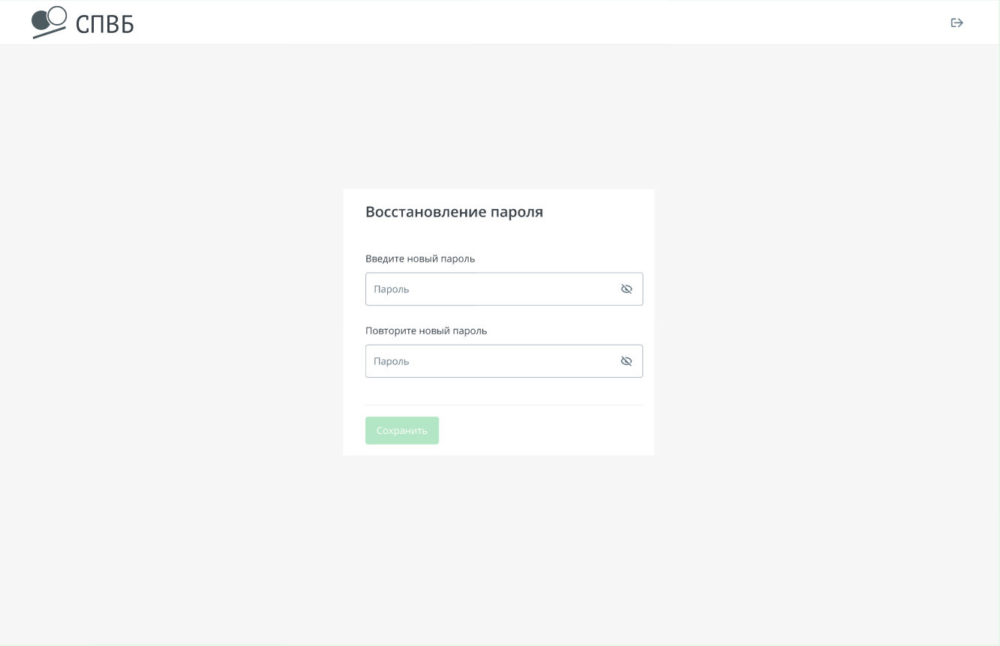 СПВБ
Восстановление пароля
Введите новый пароль
Пароль
Повторите новый пароль
Пароль
Сохранить